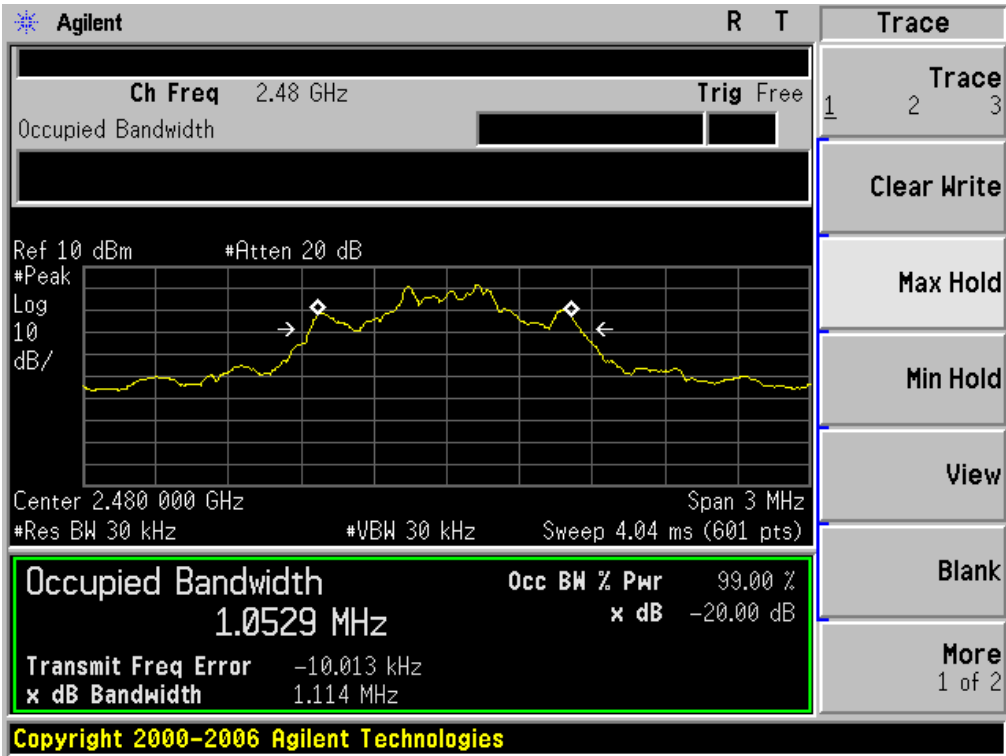 Agilent R T
Ch Freq 2.48 GHz Trig Free
Occupied Bandwidth
Ref 10 dBm #Atten 20 dB
#Peak
Log
10
dB/
Center 2.480 000 GHz Span 3 MHz
#Res BW 30 kHz #VBW 30 kHz Sweep 4.04 ms (601 pts)
Occupied Bandwidth
1.0529 MHz
Occ BW % Pwr 99.00 %
x dB -20.00 dB
Transmit Freq Error -10.013 kHz
x dB Bandwidth 1.114 MHz
Copyright 2000-2006 Agilent Technologies
Trace
Trace
1 2 3
Clear Write
Max Hold
Min Hold
View
Blank
More
1 of 2